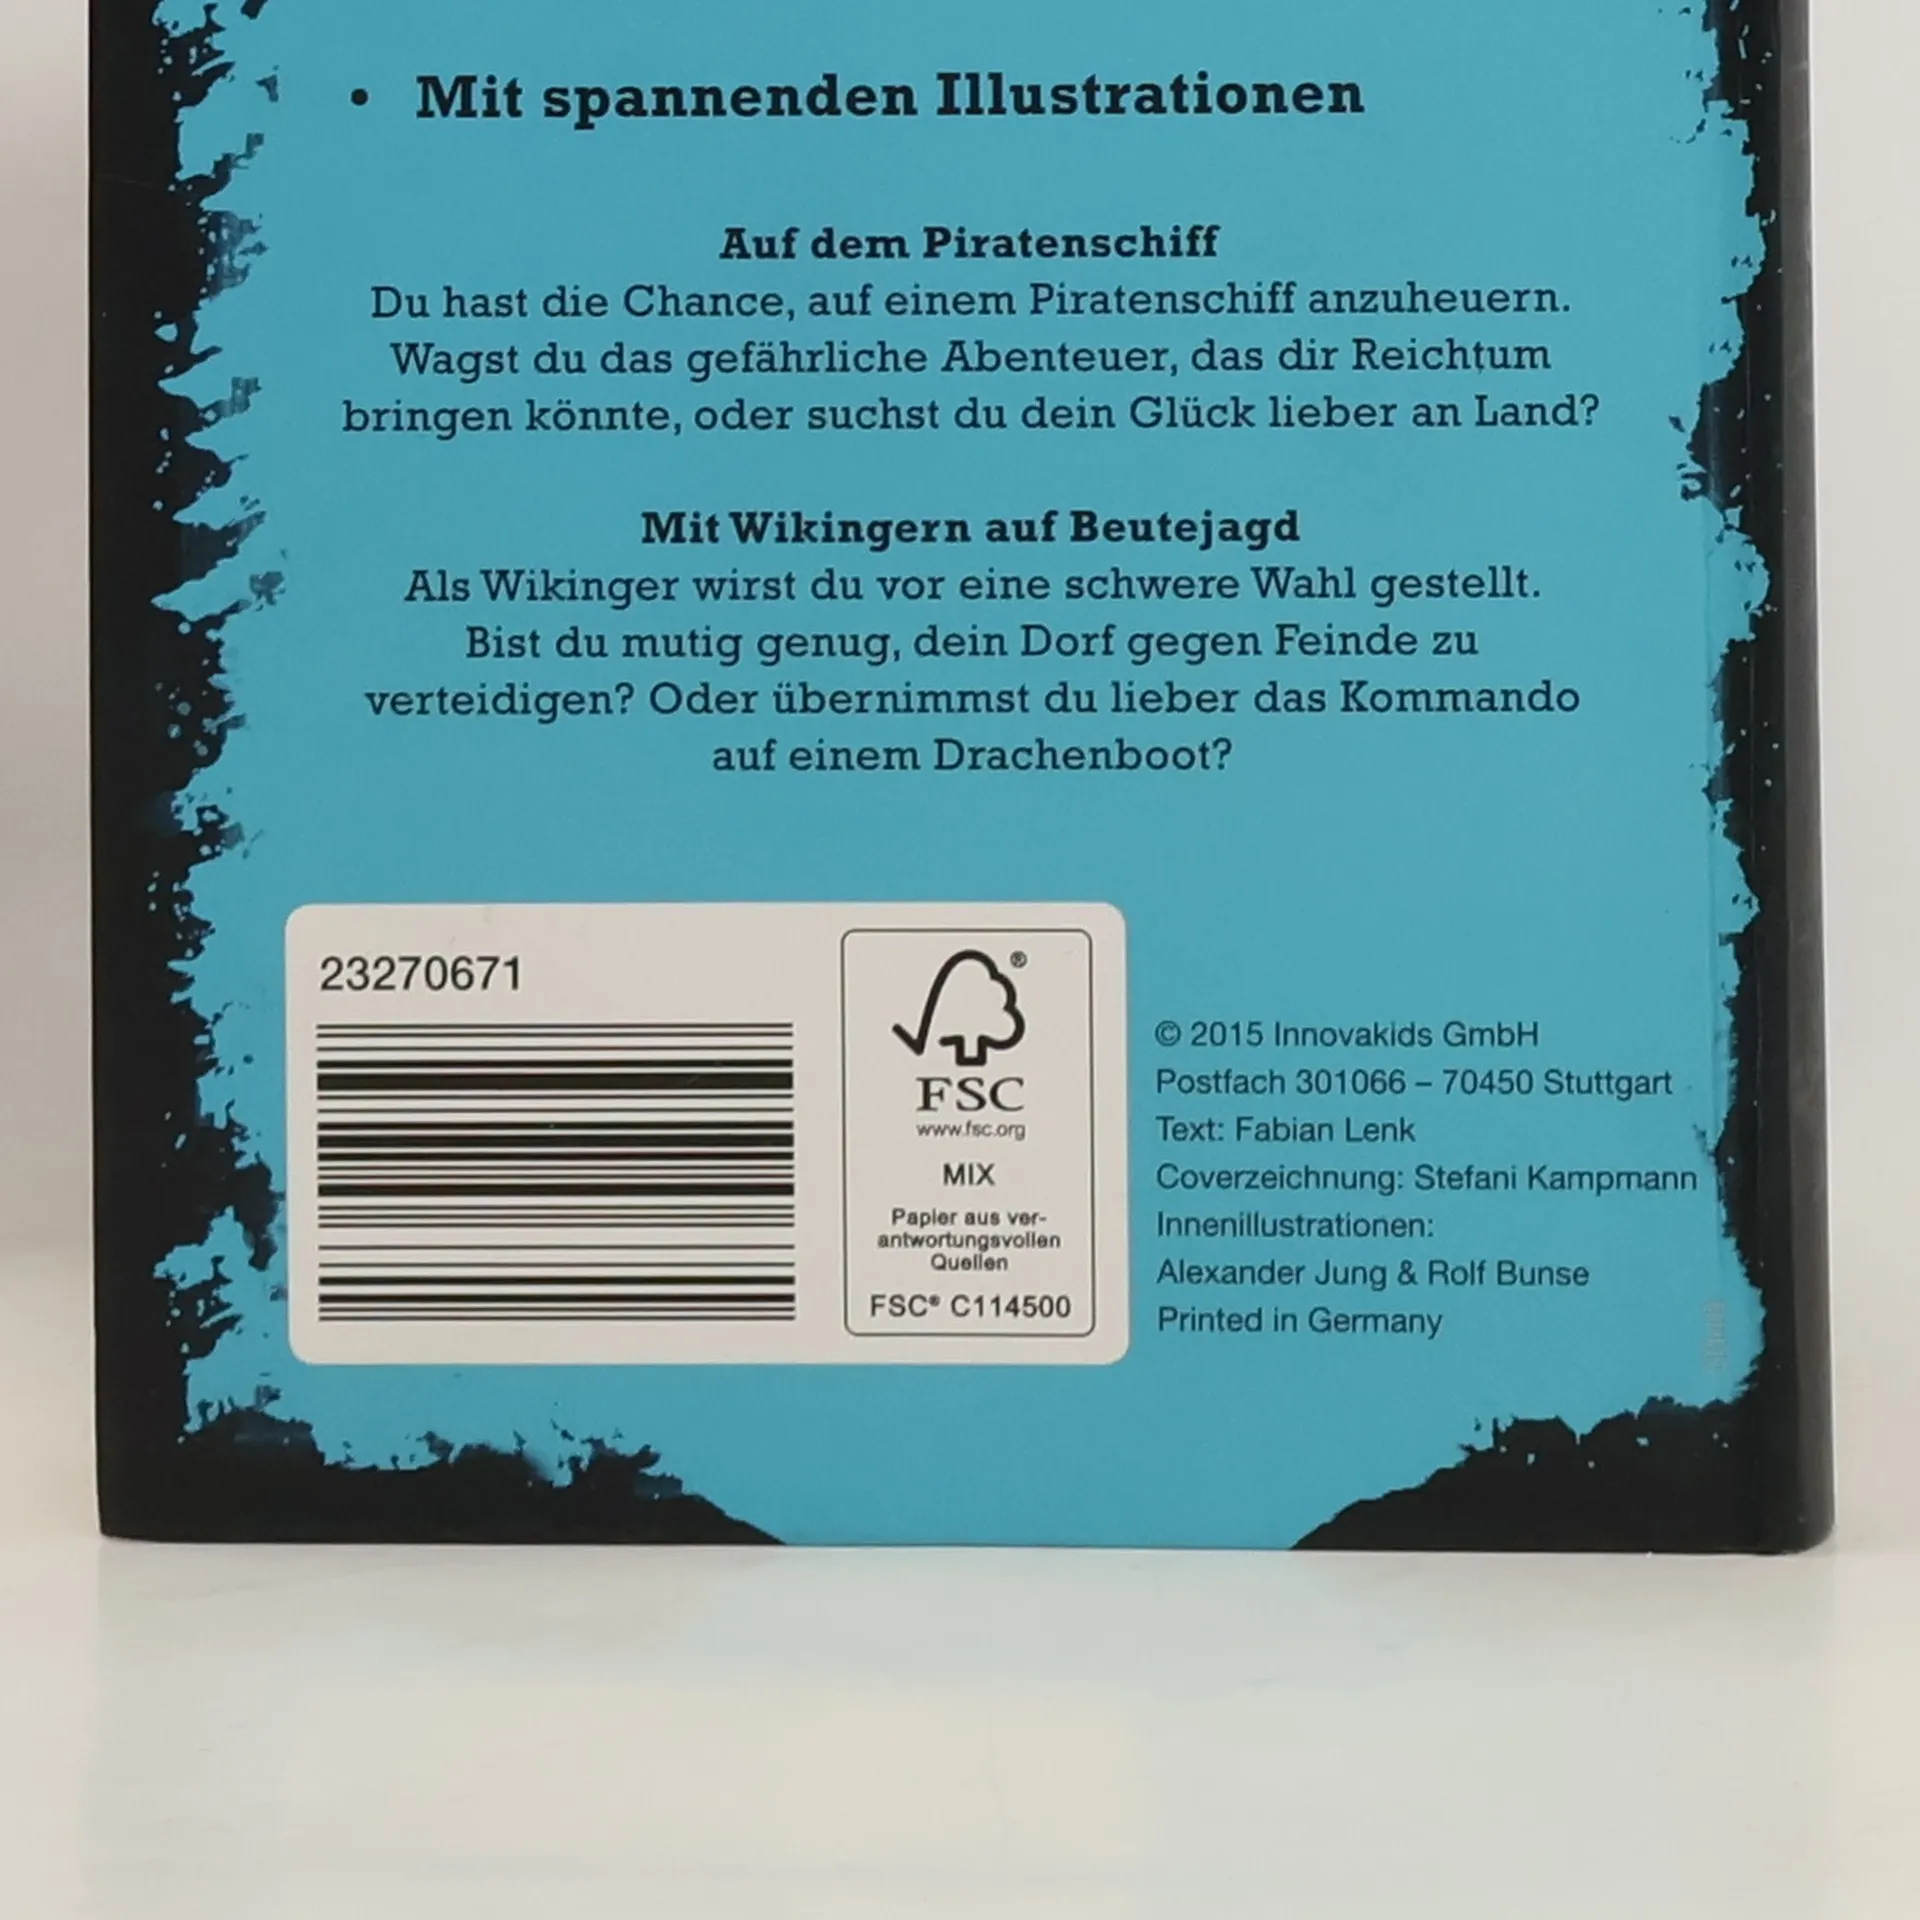 • Mit spannenden Illustrationen
Auf dem Piratenschiff
Du hast die Chance, auf einem Piratenschiff anzuheuern.
Wagst du das gefährliche Abenteuer, das dir Reichtum
bringen könnte, oder suchst du dein Glück lieber an Land?
Mit Wikingern auf Beutejagd
Als Wikinger wirst du vor eine schwere Wahl gestellt.
Bist du mutig genug, dein Dorf gegen Feinde zu
verteidigen? Oder übernimmst du lieber das Kommando
auf einem Drachenboot?
23270671
®
FSC
www.fsc.org
MIX
Papier aus ver-
antwortungsvollen
Quellen
FSC® C114500
© 2015 Innovakids GmbH
Postfach 301066 – 70450 Stuttgart
Text: Fabian Lenk
Coverzeichnung: Stefani Kampmann
Innenillustrationen:
Alexander Jung & Rolf Bunse
Printed in Germany